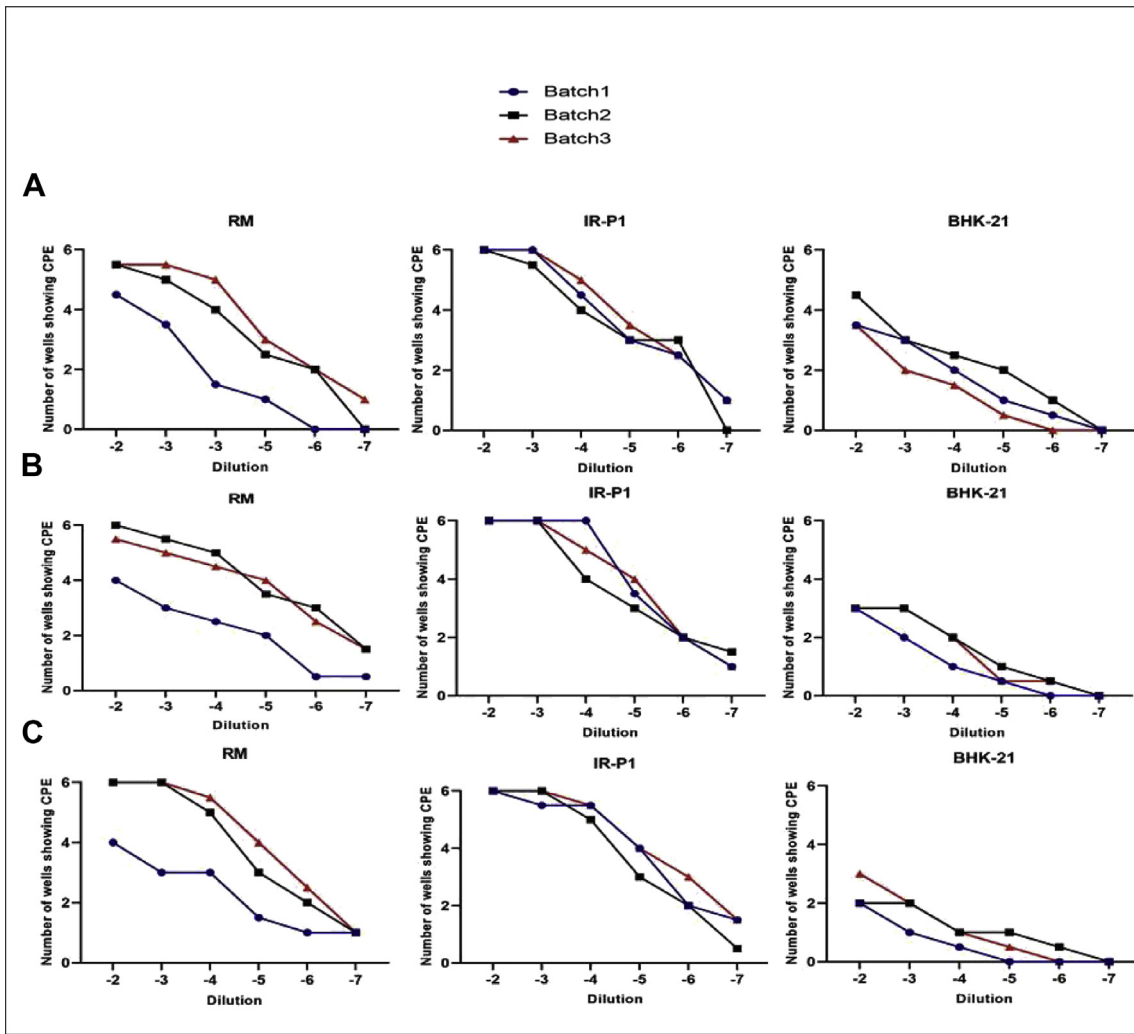 Batch1
Batch2
Batch3
A
RM
IR-P1
BHK-21
Number of wells showing CPE
6
4
2
0
-2 -3 -3 -5 -6 -7
Dilution
Number of wells showing CPE
6
4
2
0
-2 -3 -4 -5 -6 -7
Dilution
Number of wells showing CPE
6
4
2
0
-2 -3 -4 -5 -6 -7
Dilution
B
RM
IR-P1
BHK-21
Number of wells showing CPE
6
4
2
0
-2 -3 -4 -5 -6 -7
Dilution
Number of wells showing CPE
6
4
2
0
-2 -3 -4 -5 -6 -7
Dilution
Number of wells showing CPE
6
4
2
0
-2 -3 -4 -5 -6 -7
Dilution
C
RM
IR-P1
BHK-21
Number of wells showing CPE
6
4
2
0
-2 -3 -4 -5 -6 -7
Dilution
Number of wells showing CPE
6
4
2
0
-2 -3 -4 -5 -6 -7
Dilution
Number of wells showing CPE
6
4
2
0
-2 -3 -4 -5 -6 -7
Dilution